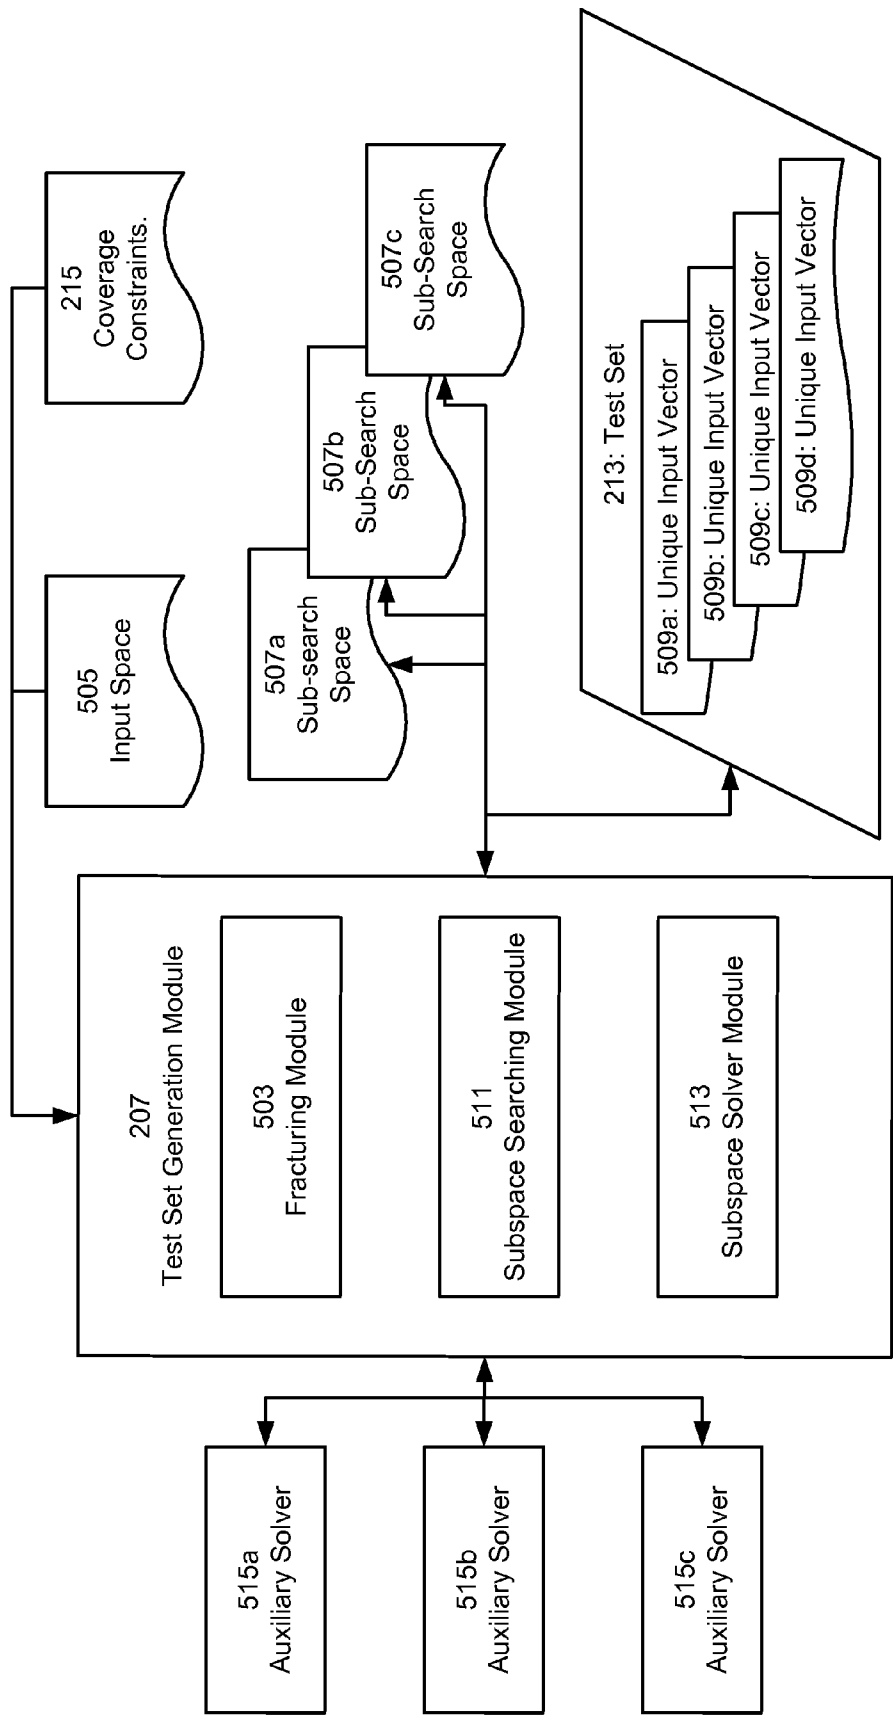 515a
Auxiliary Solver
515b
Auxiliary Solver
515c
Auxiliary Solver
207
Test Set Generation Module
503
Fracturing Module
511
Subspace Searching Module
513
Subspace Solver Module
505
Input Space
215
Coverage
Constraints.
507a
Sub-search
Space
507b
Sub-Search
Space
507c
Sub-Search
Space
213: Test Set
509a: Unique Input Vector
509b: Unique Input Vector
509c: Unique Input Vector
509d: Unique Input Vector